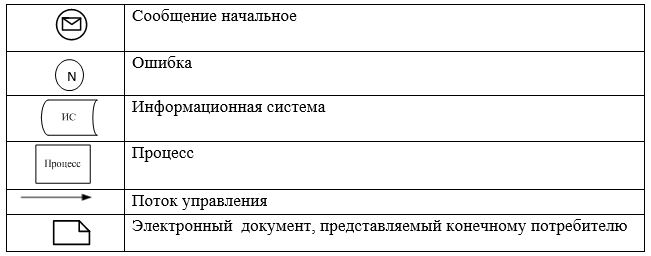 Сообщение начальное
N
Ошибка
ИС
Информационная система
Процесс
Процесс
Поток управления
Электронный документ, представляемый конечному потребителю